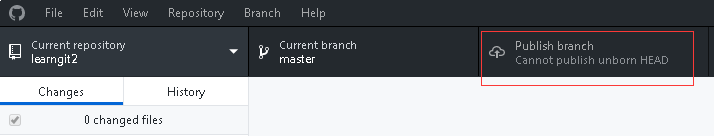 File Edit View Repository Branch Help
Current repository
learngit2
Current branch
master
Publish branch
Cannot publish unborn HEAD
Changes
History
0 changed files